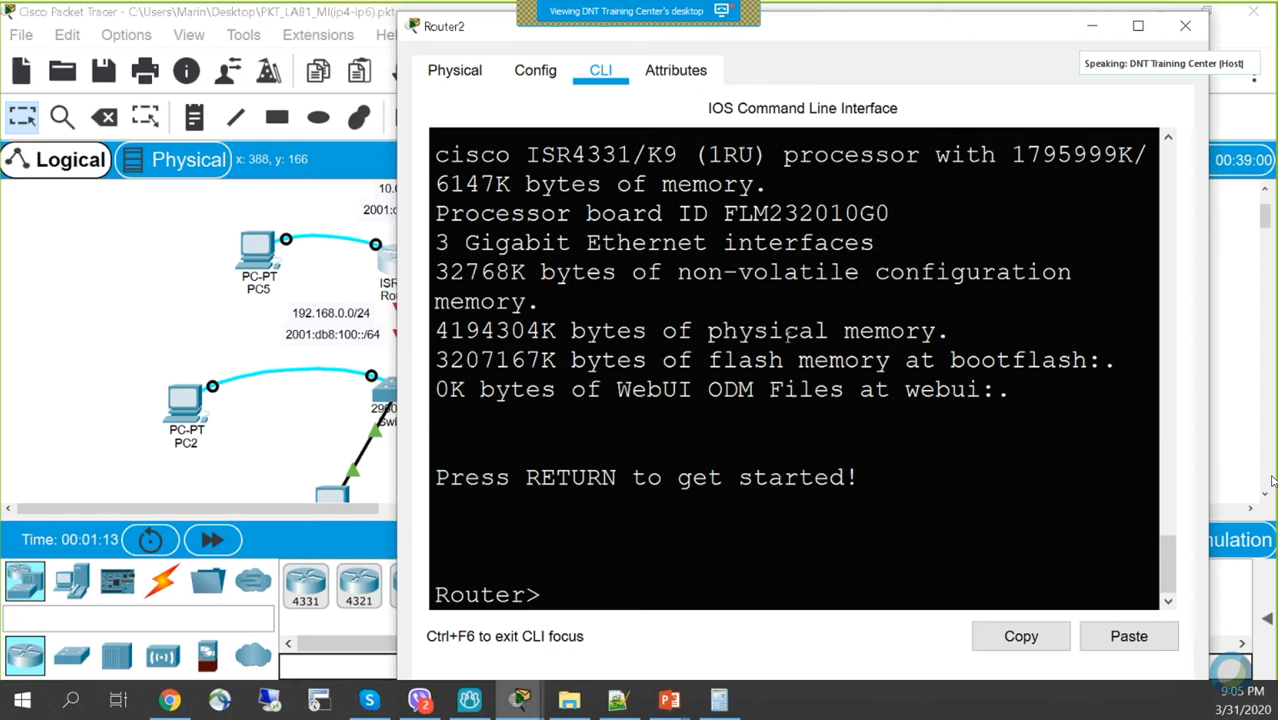 Cisco Packet Tracer - C:\Users\Marin\Desktop\PKT_LAB1_MI(ip4-ip6).pkt
Viewing DNT Training Center's desktop
File Edit Options View Tools Extensions
Router2
Speaking: DNT Training Center (Host)
Physical Config CLI Attributes
IOS Command Line Interface
Logical Physical x: 388, y: 166
00:39:00
10.0
2001:d
PC-PT
PC5
ISR
Rou
192.168.0.0/24
2001:db8:100::/64
PC-PT
PC2
cisco ISR4331/K9 (1RU) processor with 1795999K/
6147K bytes of memory.
Processor board ID FLM232010G0
3 Gigabit Ethernet interfaces
32768K bytes of non-volatile configuration
memory.
4194304K bytes of physical memory.
3207167K bytes of flash memory at bootflash:.
0K bytes of WebUI ODM Files at webui:.
Press RETURN to get started!
Router>
Ctrl+F6 to exit CLI focus
Copy Paste
Time: 00:01:13
4331 4321
9:05 PM
3/31/2020